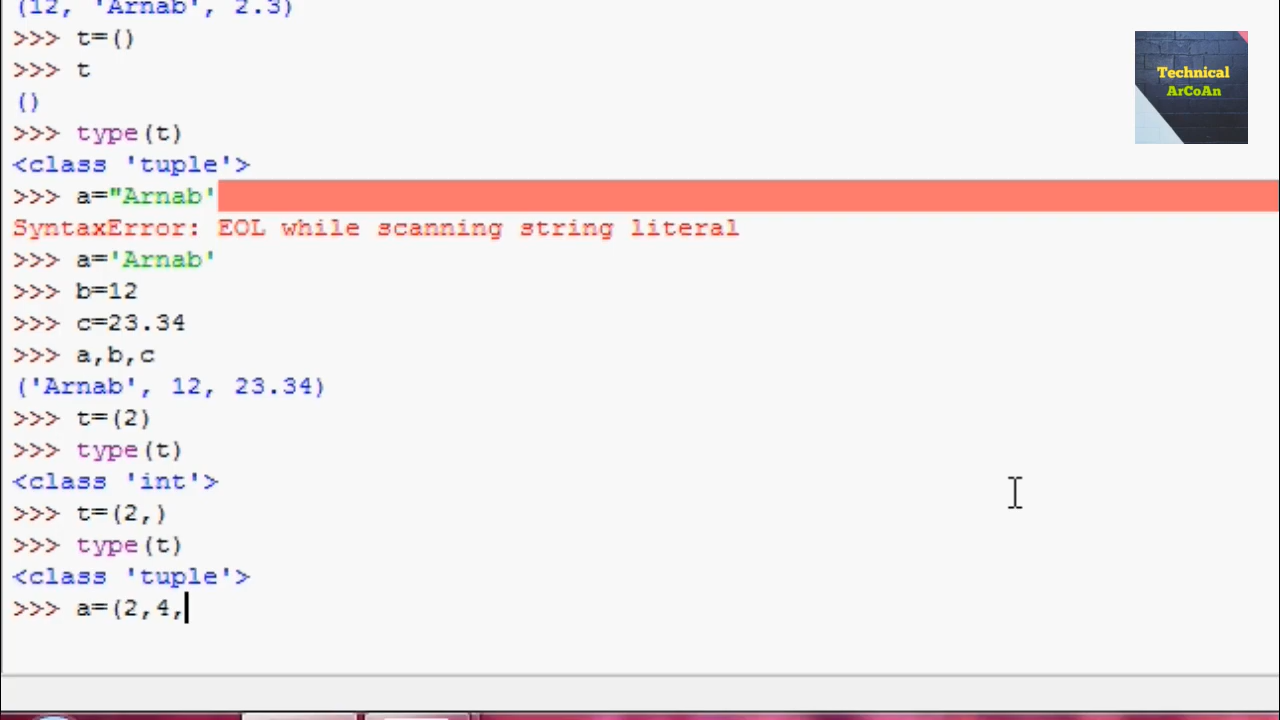 (12, 'Arnab', 2.3)
>>> t=()
>>> t
()
>>> type(t)
<class 'tuple'>
>>> a="Arnab'
SyntaxError: EOL while scanning string literal
>>> a='Arnab'
>>> b=12
>>> c=23.34
>>> a,b,c
('Arnab', 12, 23.34)
>>> t=(2)
>>> type(t)
<class 'int'>
>>> t=(2,)
>>> type(t)
<class 'tuple'>
>>> a=(2,4,
Technical
ArCoAn